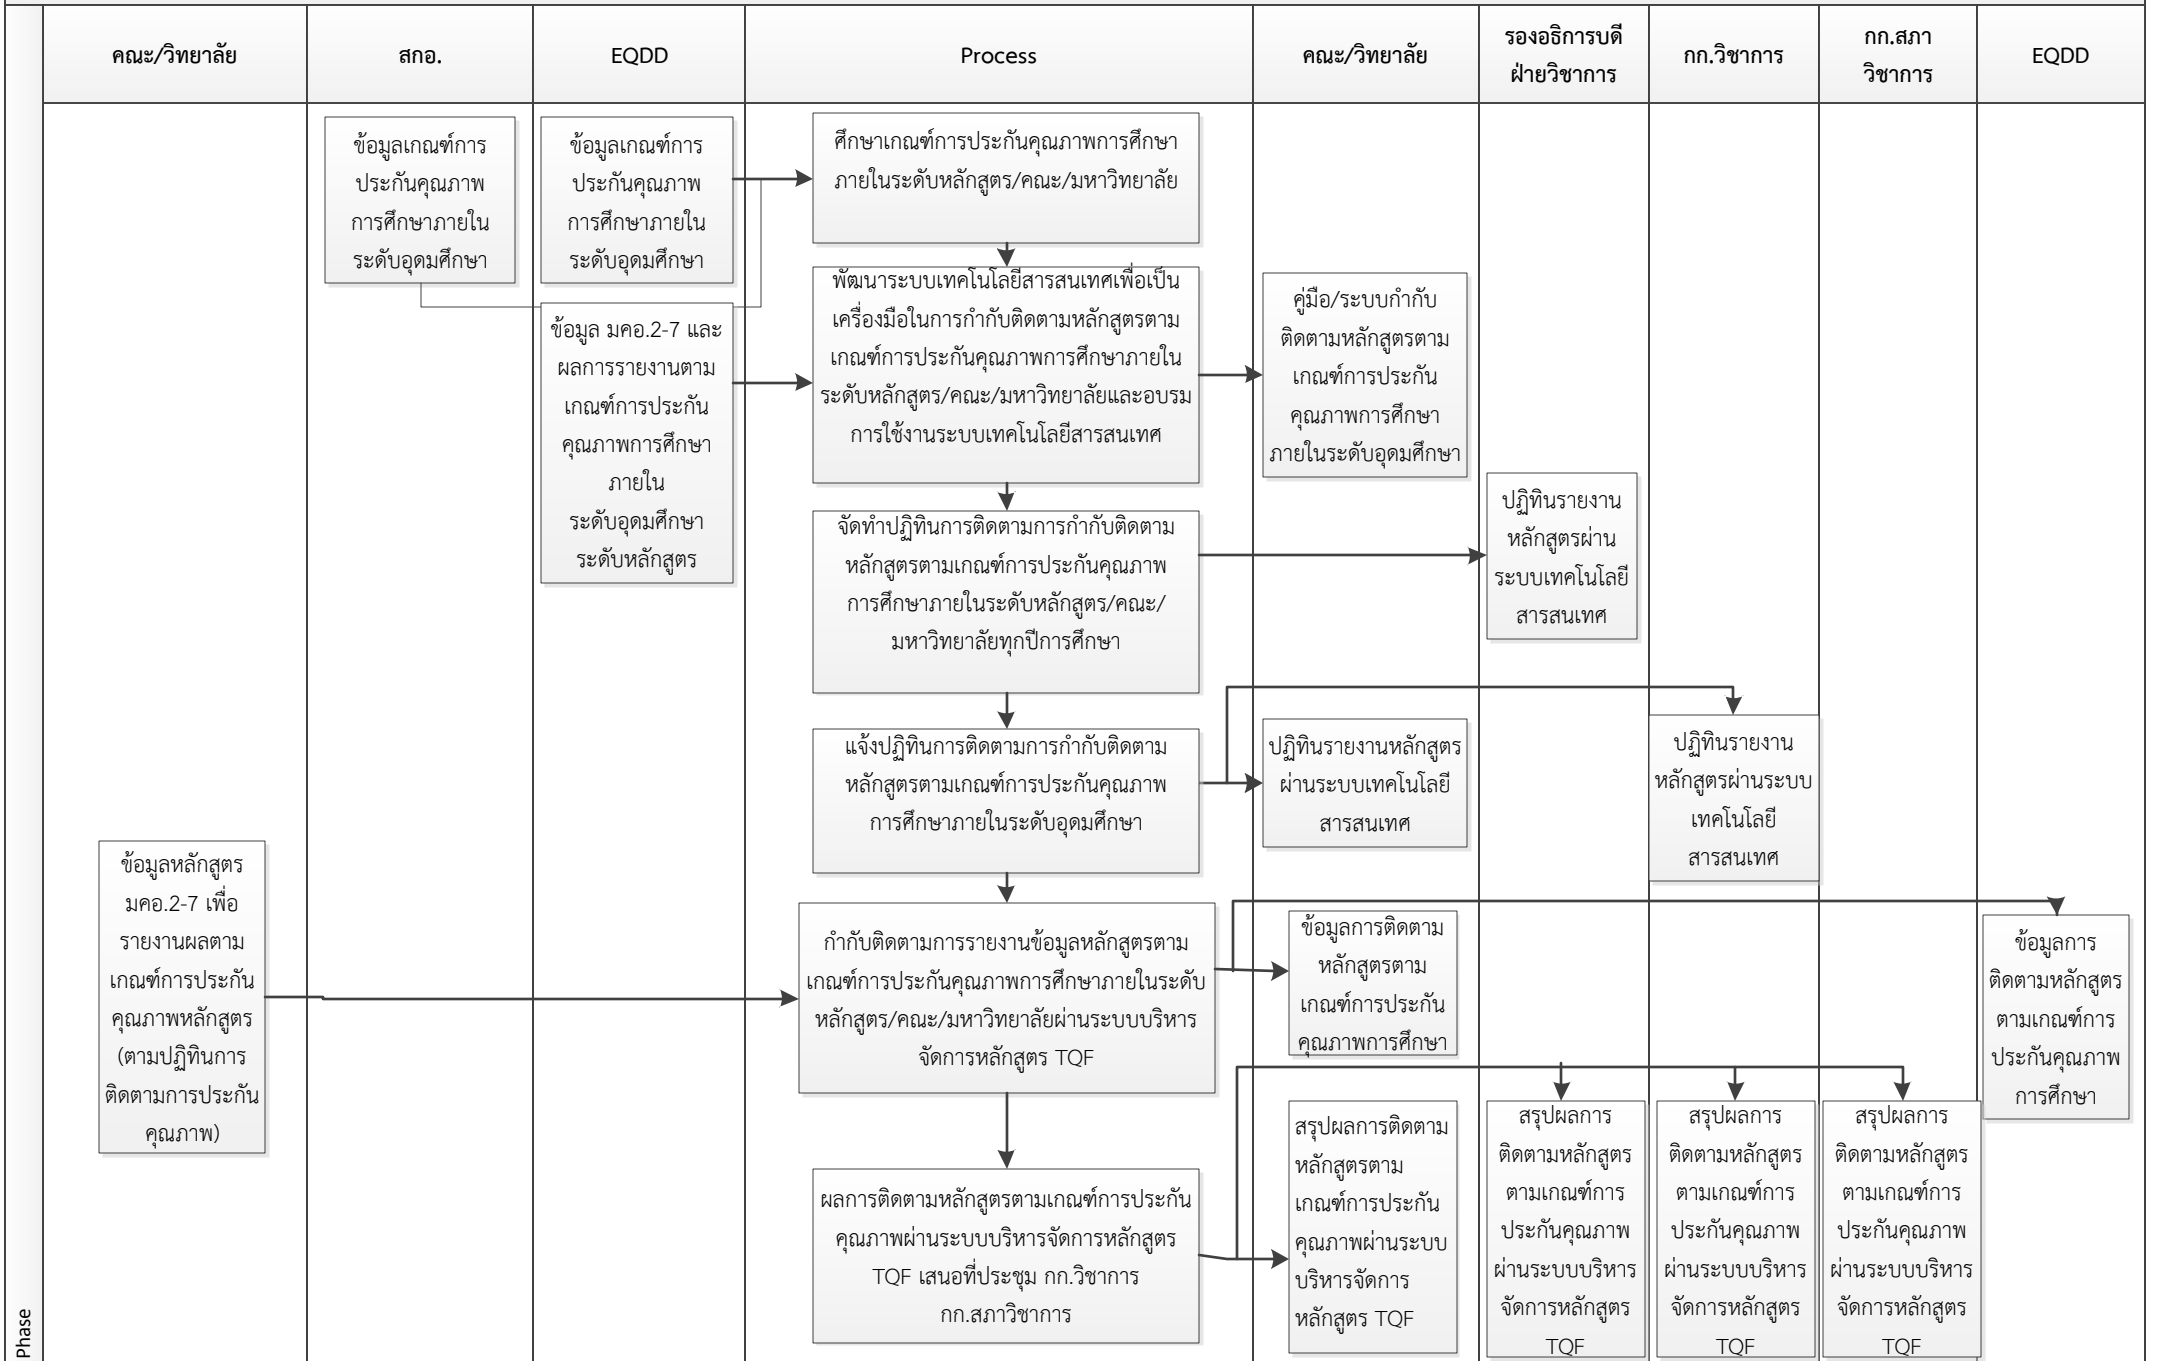 คณะ/วิทยาลัย
สกอ.
EQDD
Process
คณะ/วิทยาลัย
รองอธิการบดี
ฝ่ายวิชาการ
กก.วิชาการ
กก.สภา
วิชาการ
EQDD
ข้อมูลเกณฑ์การ
ประกันคุณภาพ
การศึกษาภายใน
ระดับอุดมศึกษา
ข้อมูลเกณฑ์การ
ประกันคุณภาพ
การศึกษาภายใน
ระดับอุดมศึกษา
ศึกษาเกณฑ์การประกันคุณภาพการศึกษา
ภายในระดับหลักสูตร/คณะ/มหาวิทยาลัย
ข้อมูล มคอ.2-7 และ
ผลการรายงานตาม
เกณฑ์การประกัน
คุณภาพการศึกษา
ภายใน
ระดับอุดมศึกษา
ระดับหลักสูตร
พัฒนาระบบเทคโนโลยีสารสนเทศเพื่อเป็น
เครื่องมือในการกำกับติดตามหลักสูตรตาม
เกณฑ์การประกันคุณภาพการศึกษาภายใน
ระดับหลักสูตร/คณะ/มหาวิทยาลัยและอบรม
การใช้งานระบบเทคโนโลยีสารสนเทศ
คู่มือ/ระบบกำกับ
ติดตามหลักสูตรตาม
เกณฑ์การประกัน
คุณภาพการศึกษา
ภายในระดับอุดมศึกษา
จัดทำปฏิทินการติดตามการกำกับติดตาม
หลักสูตรตามเกณฑ์การประกันคุณภาพ
การศึกษาภายในระดับหลักสูตร/คณะ/
มหาวิทยาลัยทุกปีการศึกษา
ปฏิทินรายงาน
หลักสูตรผ่าน
ระบบเทคโนโลยี
สารสนเทศ
แจ้งปฏิทินการติดตามการกำกับติดตาม
หลักสูตรตามเกณฑ์การประกันคุณภาพ
การศึกษาภายในระดับอุดมศึกษา
ปฏิทินรายงานหลักสูตร
ผ่านระบบเทคโนโลยี
สารสนเทศ
ปฏิทินรายงาน
หลักสูตรผ่านระบบ
เทคโนโลยี
สารสนเทศ
ข้อมูลหลักสูตร
มคอ.2-7 เพื่อ
รายงานผลตาม
เกณฑ์การประกัน
คุณภาพหลักสูตร
(ตามปฏิทินการ
ติดตามการประกัน
คุณภาพ)
กำกับติดตามการรายงานข้อมูลหลักสูตรตาม
เกณฑ์การประกันคุณภาพการศึกษาภายในระดับ
หลักสูตร/คณะ/มหาวิทยาลัยผ่านระบบบริหาร
จัดการหลักสูตร TQF
ข้อมูลการติดตาม
หลักสูตรตาม
เกณฑ์การประกัน
คุณภาพการศึกษา
ข้อมูลการ
ติดตามหลักสูตร
ตามเกณฑ์การ
ประกันคุณภาพ
การศึกษา
ผลการติดตามหลักสูตรตามเกณฑ์การประกัน
คุณภาพผ่านระบบบริหารจัดการหลักสูตร
TQF เสนอที่ประชุม กก.วิชาการ
กก.สภาวิชาการ
สรุปผลการติดตาม
หลักสูตรตาม
เกณฑ์การประกัน
คุณภาพผ่านระบบ
บริหารจัดการ
หลักสูตร TQF
สรุปผลการ
ติดตามหลักสูตร
ตามเกณฑ์การ
ประกันคุณภาพ
ผ่านระบบบริหาร
จัดการหลักสูตร
TQF
สรุปผลการ
ติดตามหลักสูตร
ตามเกณฑ์การ
ประกันคุณภาพ
ผ่านระบบบริหาร
จัดการหลักสูตร
TQF
สรุปผลการ
ติดตามหลักสูตร
ตามเกณฑ์การ
ประกันคุณภาพ
ผ่านระบบบริหาร
จัดการหลักสูตร
TQF
Phase